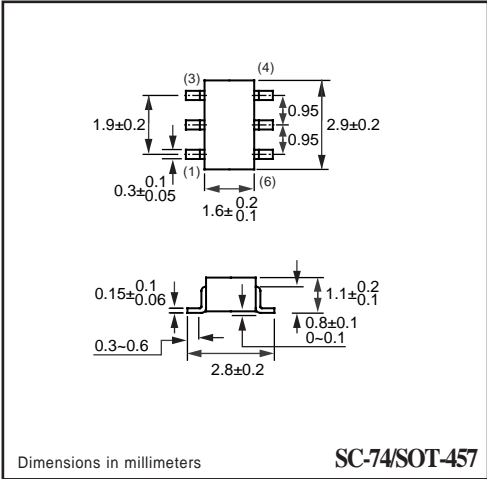 (3)
(4)
1.9±0.2
0.95
2.9±0.2
0.95
(1)
(6)
0.3± 0.1 0.05
1.6± 0.2 0.1
0.15± 0.1 0.06
1.1± 0.2 0.1
0.8±0.1
0~0.1
0.3~0.6
2.8±0.2
Dimensions in millimeters
SC-74/SOT-457